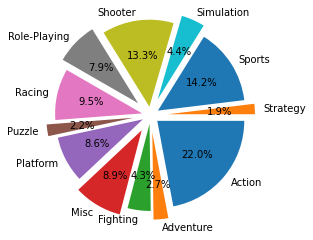 Shooter
Simulation
Role-Playing
4.4%
13.3%
Sports
7.9%
14.2%
Racing
9.5%
Strategy
1.9%
Puzzle
2.2%
Platform
8.6%
22.0%
Action
8.9%
4.3%
2.7%
Misc
Fighting
Adventure